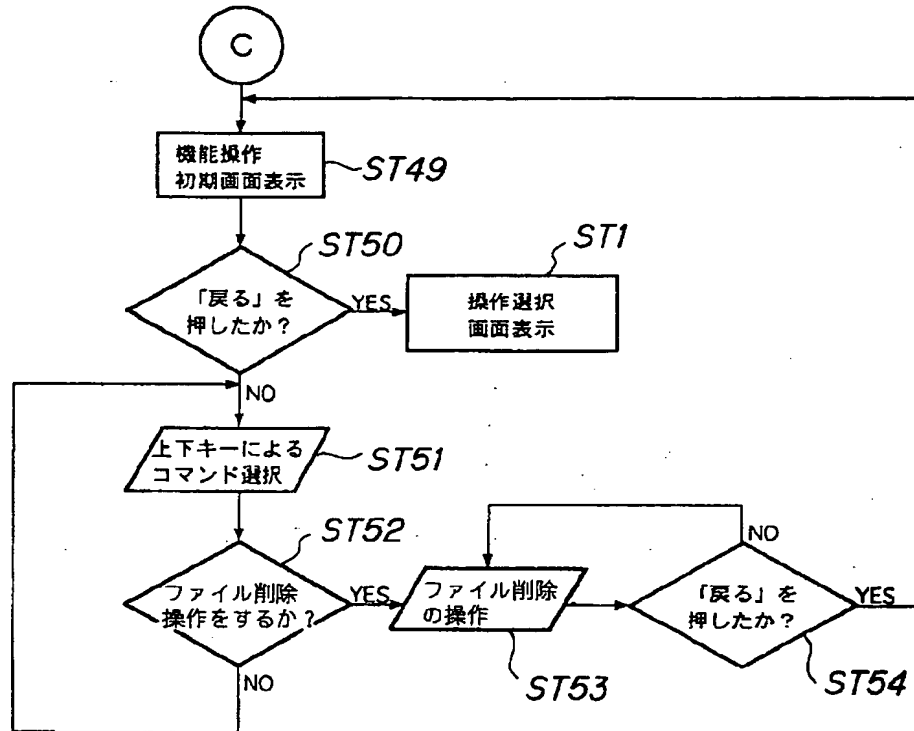 C
機能操作
初期画面表示
ST49
ST50
「戻る」を
押したか？
YES
ST1
操作選択
画面表示
NO
上下キーによる
コマンド選択
ST51
ST52
ファイル削除
操作をするか？
YES
ファイル削除
の操作
ST53
NO
「戻る」を
押したか？
YES
ST54
NO